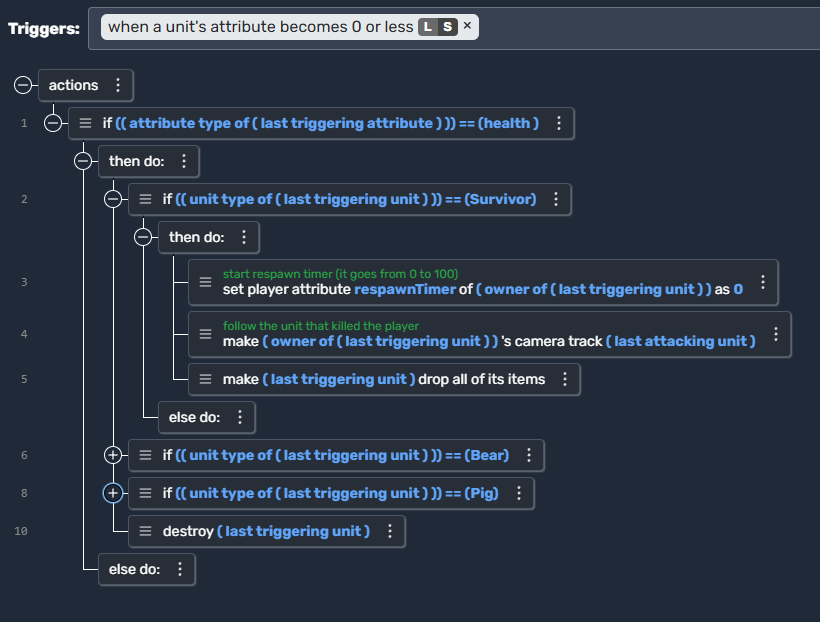 Triggers: when a unit's attribute becomes 0 or less L S ×
actions
1 if (( attribute type of ( last triggering attribute ) )) == (health )
then do:
2 if (( unit type of ( last triggering unit ) )) == (Survivor)
then do:
start respawn timer (it goes from 0 to 100)
3 set player attribute respawnTimer of ( owner of ( last triggering unit ) ) as 0
follow the unit that killed the player
4 make ( owner of ( last triggering unit ) ) 's camera track ( last attacking unit )
5 make ( last triggering unit ) drop all of its items
else do:
6 if (( unit type of ( last triggering unit ) )) == (Bear)
8 if (( unit type of ( last triggering unit ) )) == (Pig)
10 destroy ( last triggering unit )
else do: